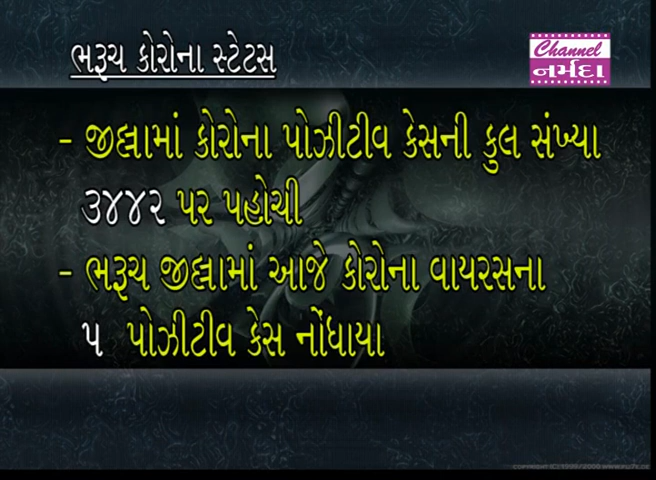 ભરૂચ કોરોના સ્ટેટસ
Channel
નર્મદા
- જીલ્લામાં કોરોના પોઝીટીવ કેસની કુલ સંખ્યા
૩૪૪૨ પર પહોચી
- ભરૂચ જીલ્લામાં આજે કોરોના વાયરસના
૫ પોઝીટીવ કેસ નોંધાયા